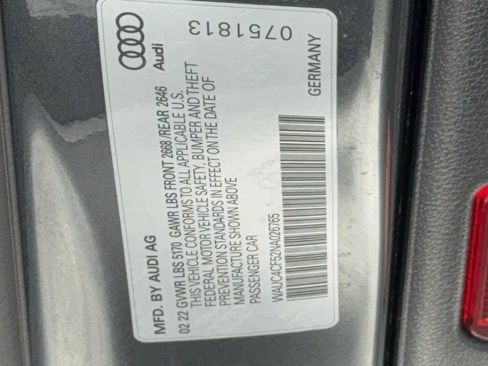 MFD. BY AUDI AG
02 22 GVWR LBS 5170 GAWR LBS FRONT 2668 /REAR 2646
THIS VEHICLE CONFORMS TO ALL APPLICABLE U.S.
FEDERAL MOTOR VEHICLE SAFETY, BUMPER AND THEFT
PREVENTION STANDARDS IN EFFECT ON THE DATE OF
MANUFACTURE SHOWN ABOVE
PASSENGER CAR
WAUC4CF52NA026765
Audi
0751813
GERMANY